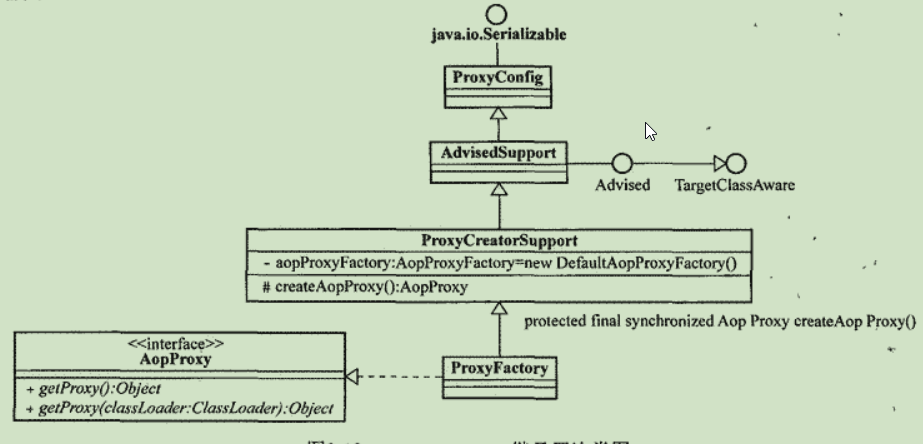 java.io.Serializable
ProxyConfig
AdvisedSupport
Advised
TargetClassAware
ProxyCreatorSupport
- aopProxyFactory:AopProxyFactory=new DefaultAopProxyFactory()
# createAopProxy():AopProxy
protected final synchronized Aop Proxy createAop Proxy()
<<interface>>
AopProxy
+ getProxy():Object
+ getProxy(classLoader:ClassLoader):Object
ProxyFactory